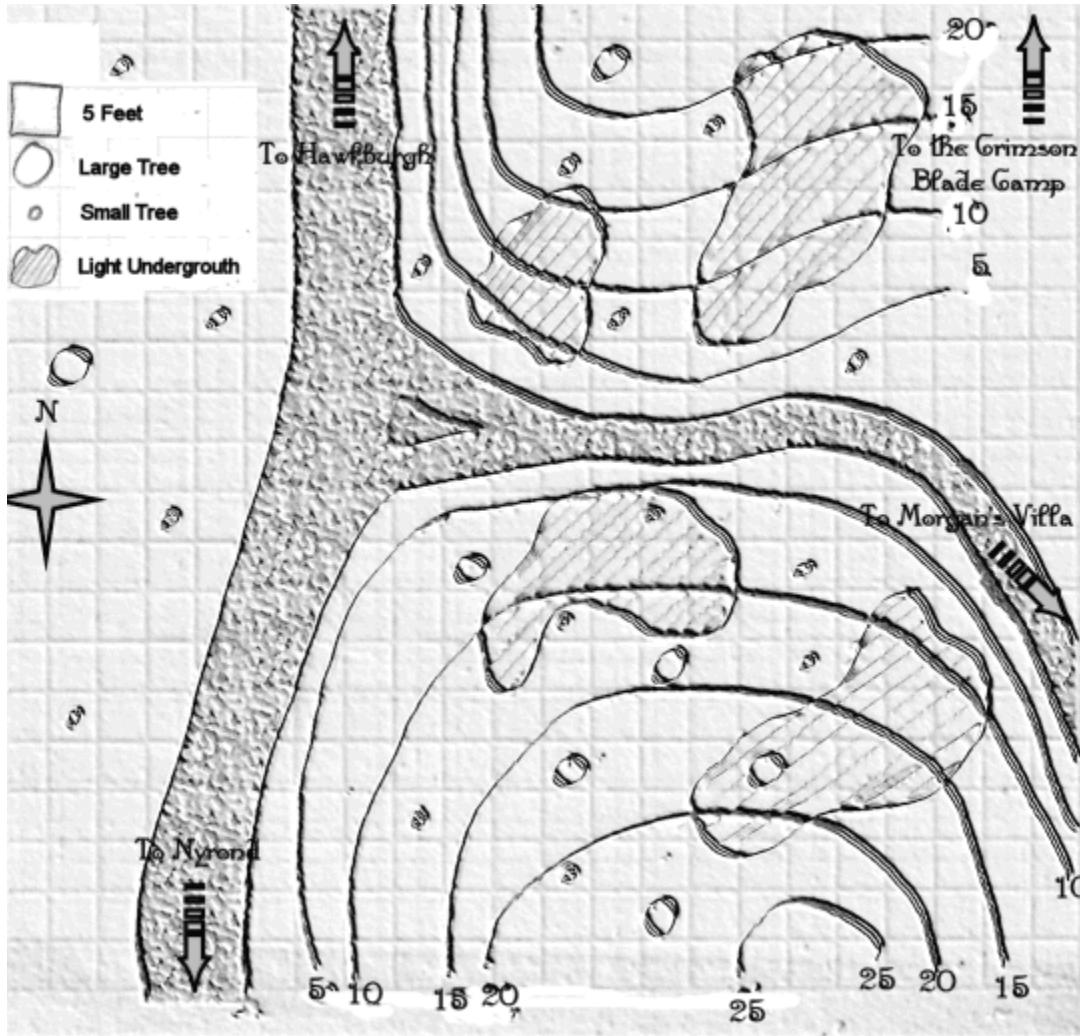 20
5 Feet
15
Large Tree
To Hawkburgh
To the Crimson
Blade Camp
Small Tree
10
Light Undergrouth
5
N
To Morgan's Villa
To Nyrond
10
5
10
15
20
25
25
20
15